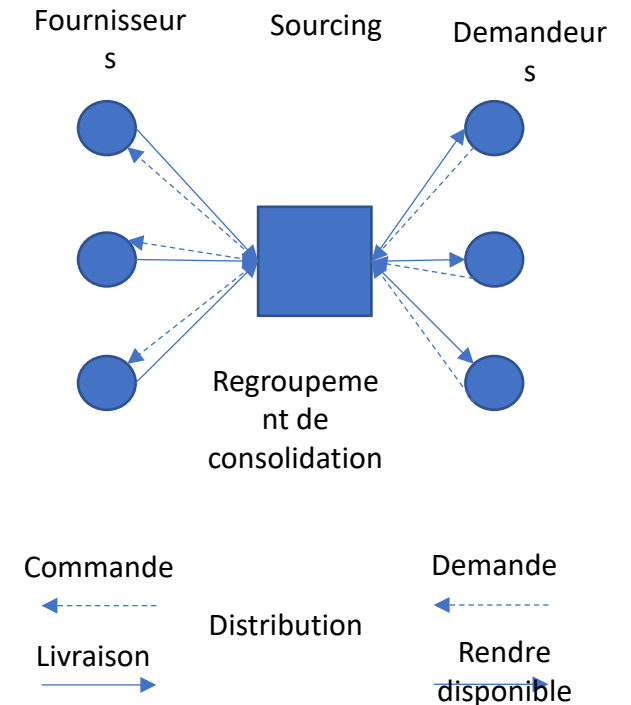 Fournisseur
s
Sourcing
Demandeur
s
Regroupeme
nt de
consolidation
Commande
Demande
Distribution
Livraison
Rendre
disponible